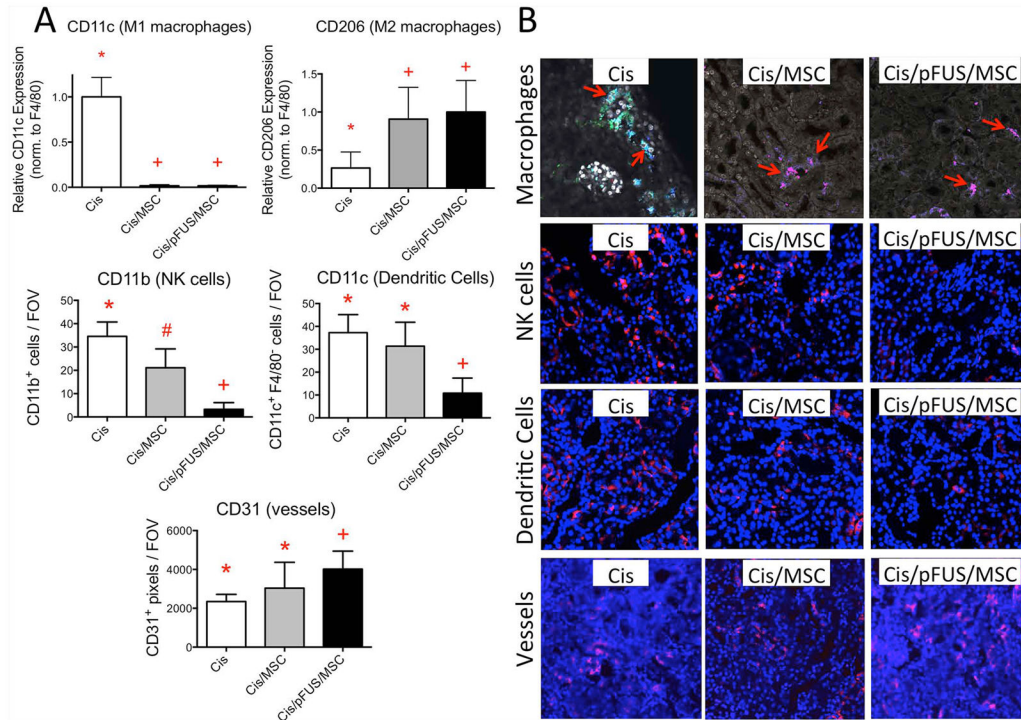 A
CD11c (M1 macrophages)
Relative CD11c Expression
(norm. to F4/80)
1.5
1.0
0.5
0.0
*
+
+
Cis
Cis/MSC
Cis/pFUS/MSC
CD206 (M2 macrophages)
Relative CD206 Expression
(norm. to F4/80)
1.5
1.0
0.5
0.0
*
+
+
Cis
Cis/MSC
Cis/pFUS/MSC
CD11b (NK cells)
CD11b+ cells / FOV
50
40
30
20
10
0
*
#
+
Cis
Cis/MSC
Cis/pFUS/MSC
CD11c (Dendritic Cells)
CD11c+ F4/80- cells / FOV
50
40
30
20
10
0
*
*
+
Cis
Cis/MSC
Cis/pFUS/MSC
CD31 (vessels)
CD31+ pixels / FOV
6000
4000
2000
0
*
*
+
Cis
Cis/MSC
Cis/pFUS/MSC
B
Macrophages
Cis
Cis/MSC
Cis/pFUS/MSC
NK cells
Cis
Cis/MSC
Cis/pFUS/MSC
Dendritic Cells
Cis
Cis/MSC
Cis/pFUS/MSC
Vessels
Cis
Cis/MSC
Cis/pFUS/MSC